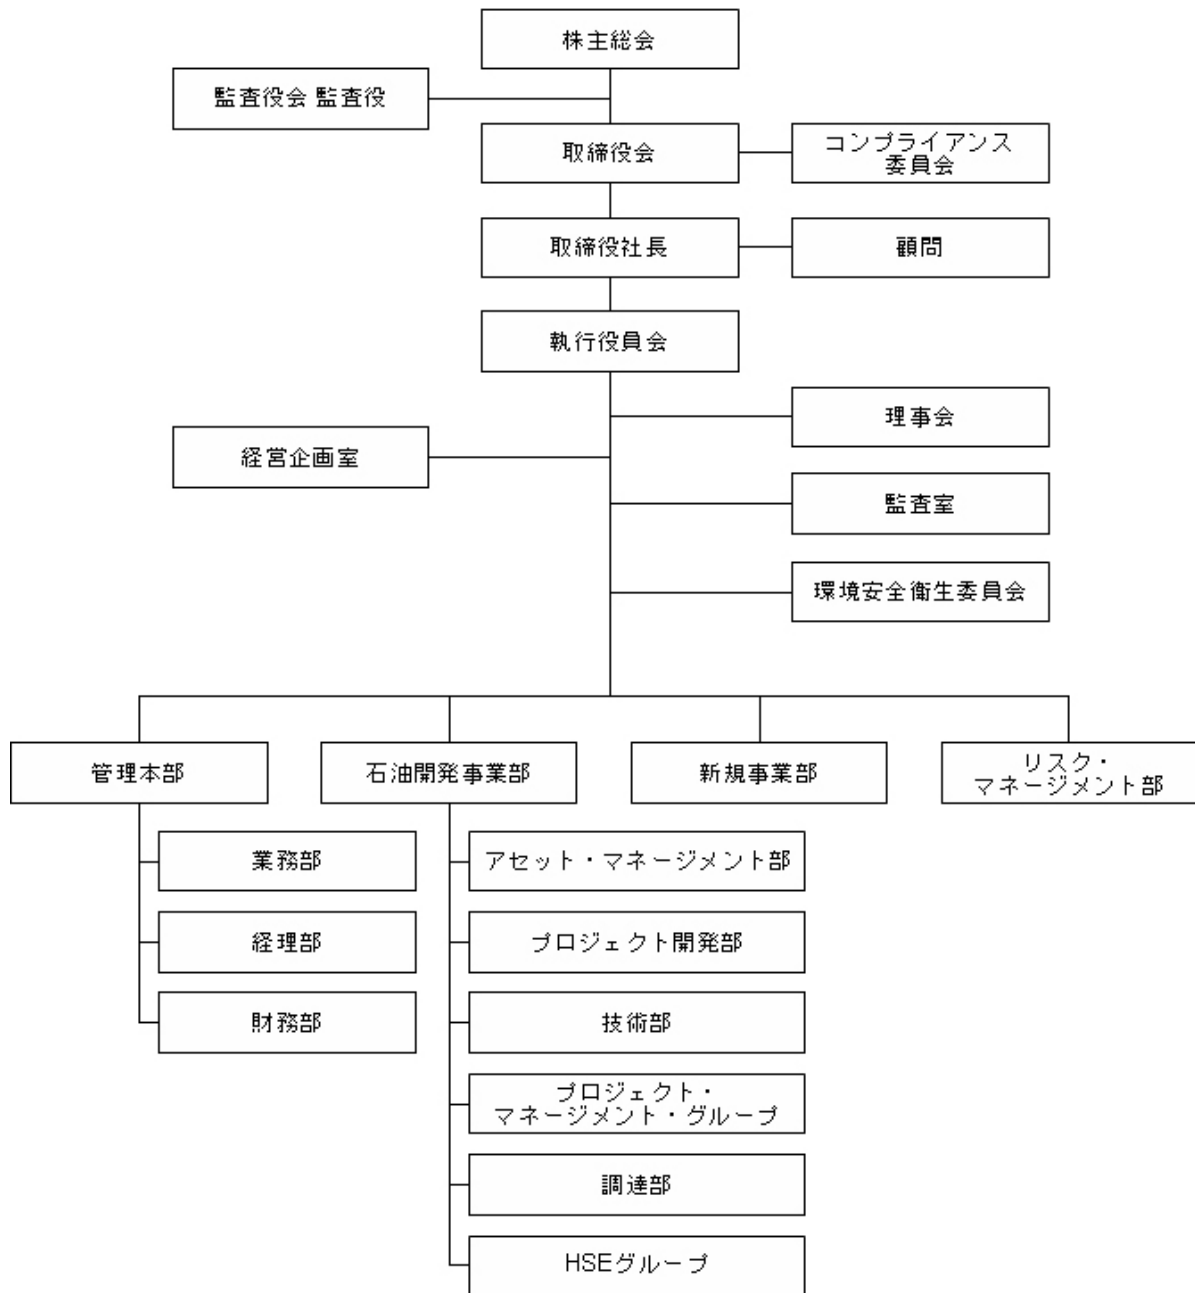 株主総会
監査役会 監査役
取締役会
コンプライアンス
委員会
取締役社長
顧問
執行役員会
理事会
経営企画室
監査室
環境安全衛生委員会
管理本部
石油開発事業部
新規事業部
リスク・
マネージメント部
業務部
アセット・マネージメント部
経理部
プロジェクト開発部
財務部
技術部
プロジェクト・
マネージメント・グループ
調達部
HSEグループ